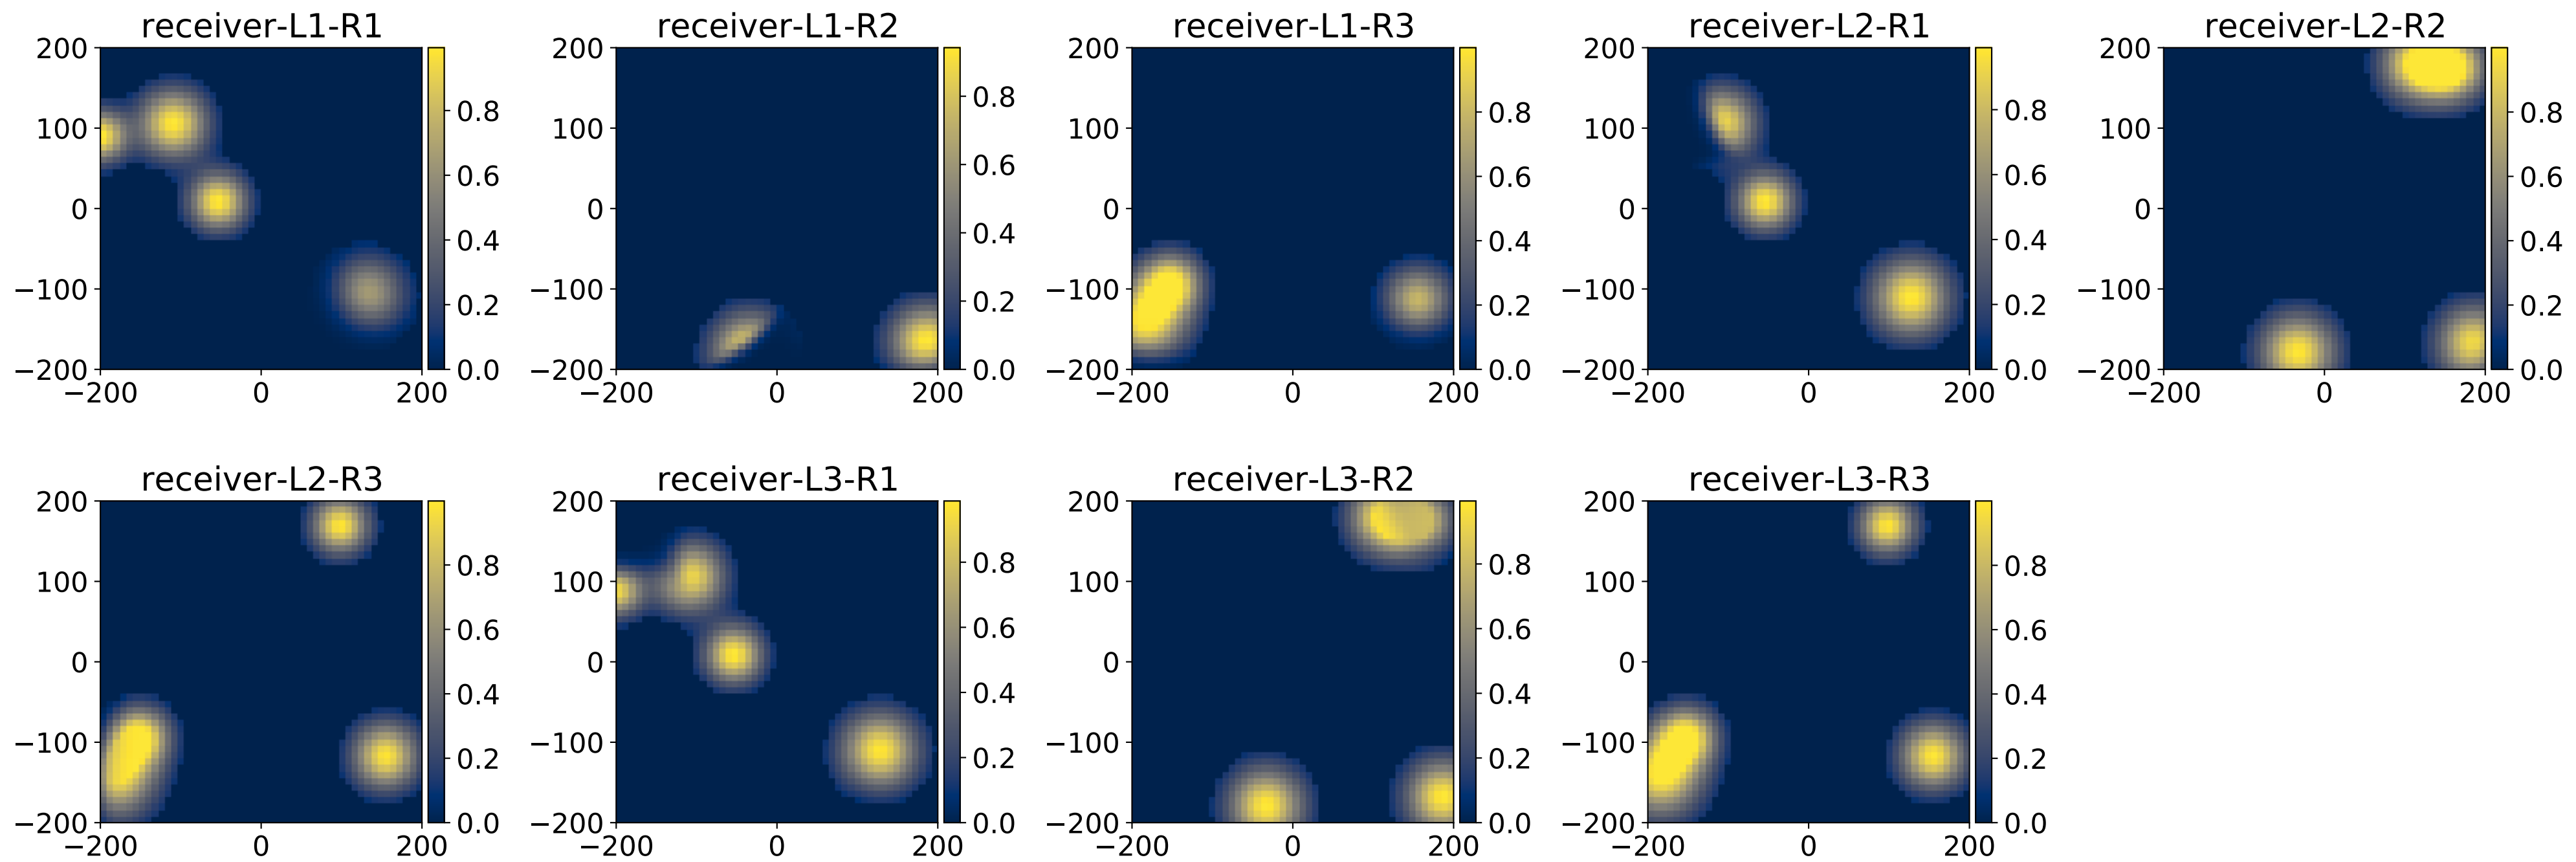 receiver-L1-R1 receiver-L1-R2 receiver-L1-R3 receiver-L2-R1 receiver-L2-R2
200 200 200 200 200
0.8 0.8 0.8 0.8 0.8
100 100 100 100 100
0.6 0.6 0.6 0.6 0.6
0 0 0 0 0
0.4 0.4 0.4 0.4 0.4
−100 −100 −100 −100 −100
0.2 0.2 0.2 0.2 0.2
−200 0.0 −200 0.0 −200 0.0 −200 0.0 −200 0.0
−200 0 200 −200 0 200 −200 0 200 −200 0 200 −200 0 200
receiver-L2-R3 receiver-L3-R1 receiver-L3-R2 receiver-L3-R3
200 200 200 200
0.8 0.8 0.8 0.8
100 100 100 100
0.6 0.6 0.6 0.6
0 0 0 0
0.4 0.4 0.4 0.4
−100 −100 −100 −100
0.2 0.2 0.2 0.2
−200 0.0 −200 0.0 −200 0.0 −200 0.0
−200 0 200 −200 0 200 −200 0 200 −200 0 200